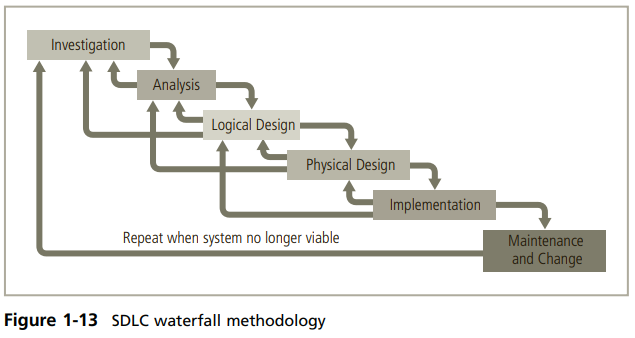 Investigation
Analysis
Logical Design
Physical Design
Implementation
Maintenance
and Change
Repeat when system no longer viable
Figure 1-13 SDLC waterfall methodology